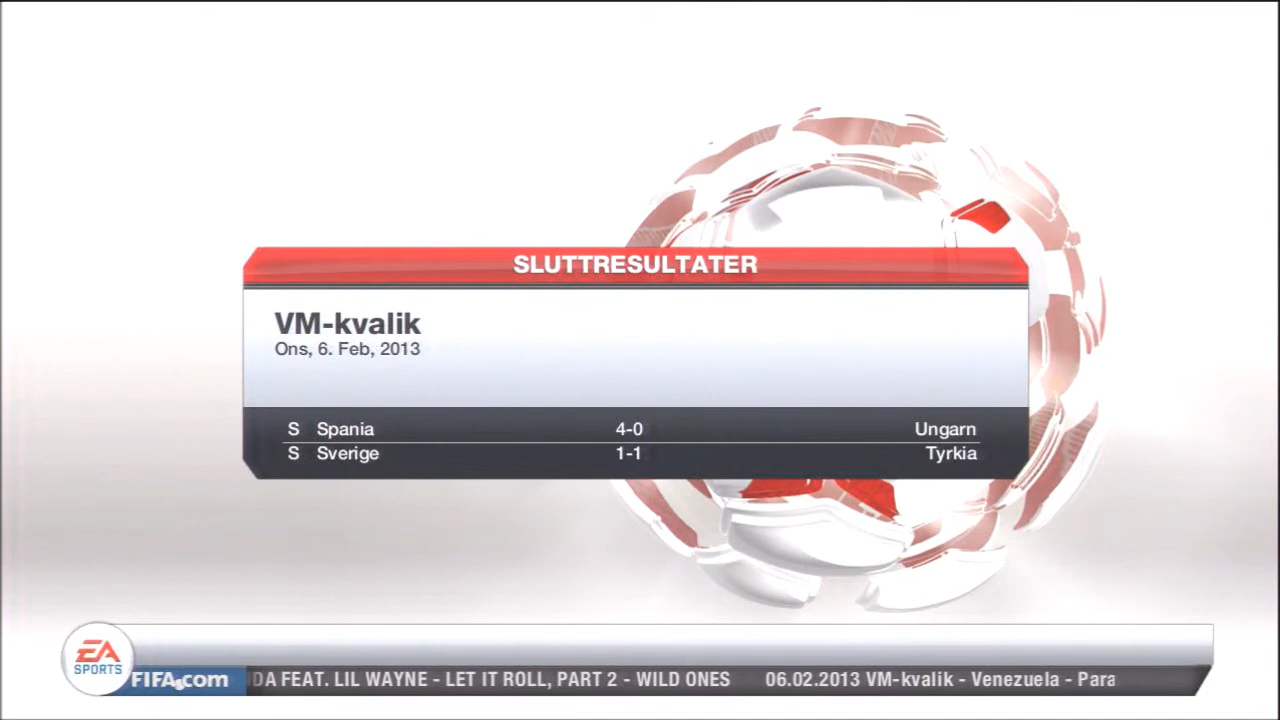 SLUTTRESULTATER
VM-kvalik
Ons, 6. Feb, 2013
S Spania 4-0 Ungarn
S Sverige 1-1 Tyrkia
EA
SPORTS
FIFA.com DA FEAT. LIL WAYNE - LET IT ROLL, PART 2 - WILD ONES 06.02.2013 VM-kvalik - Venezuela - Para